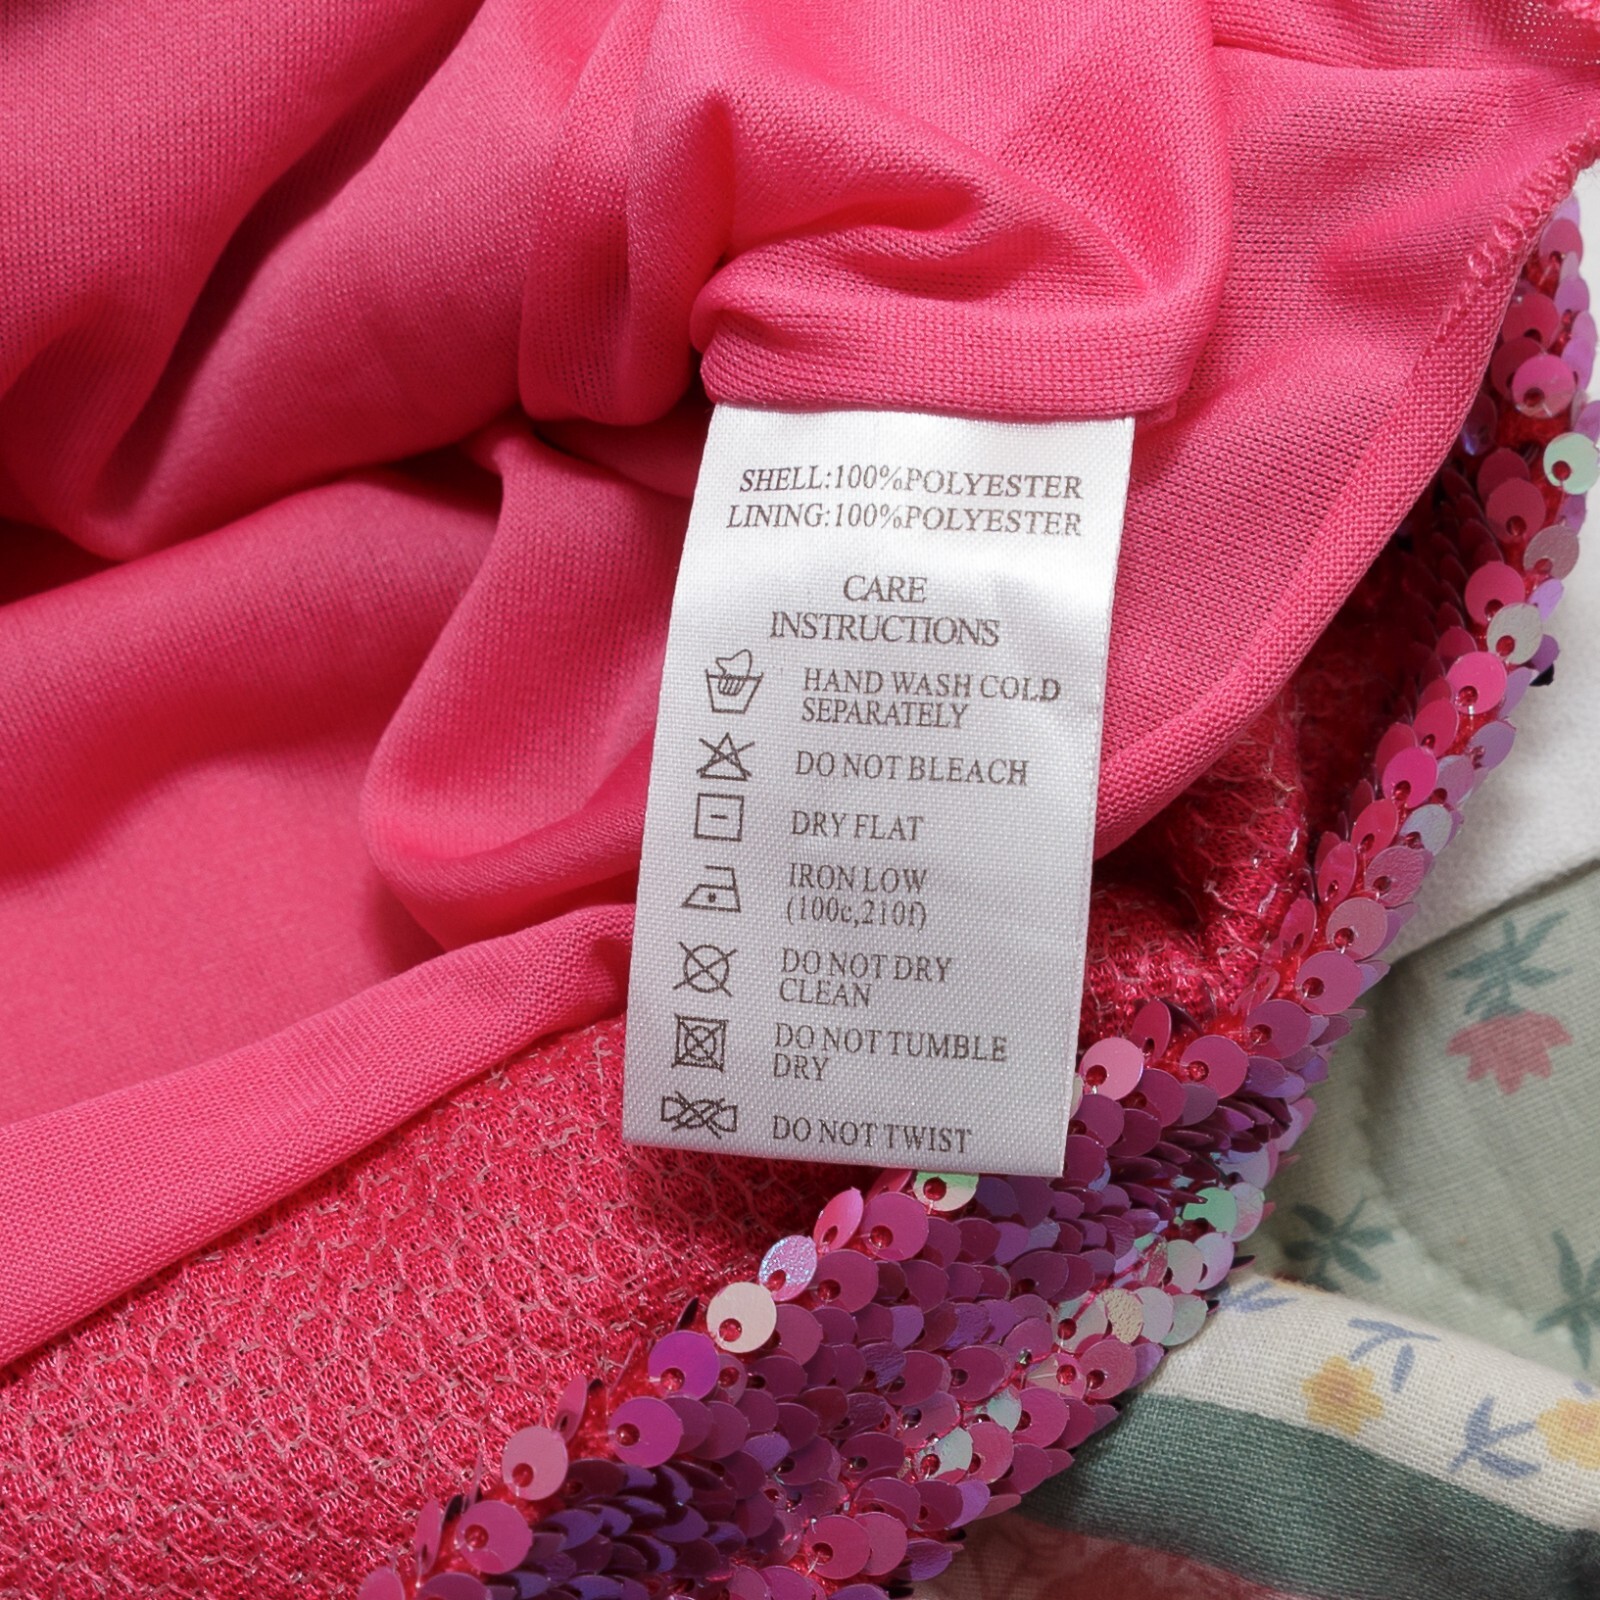 SHELL:100%POLYESTER
LINING:100%POLYESTER
CARE
INSTRUCTIONS
HAND WASH COLD
SEPARATELY
DO NOT BLEACH
DRY FLAT
IRON LOW
(100c,210f)
DO NOT DRY
CLEAN
DO NOT TUMBLE
DRY
DO NOT TWIST